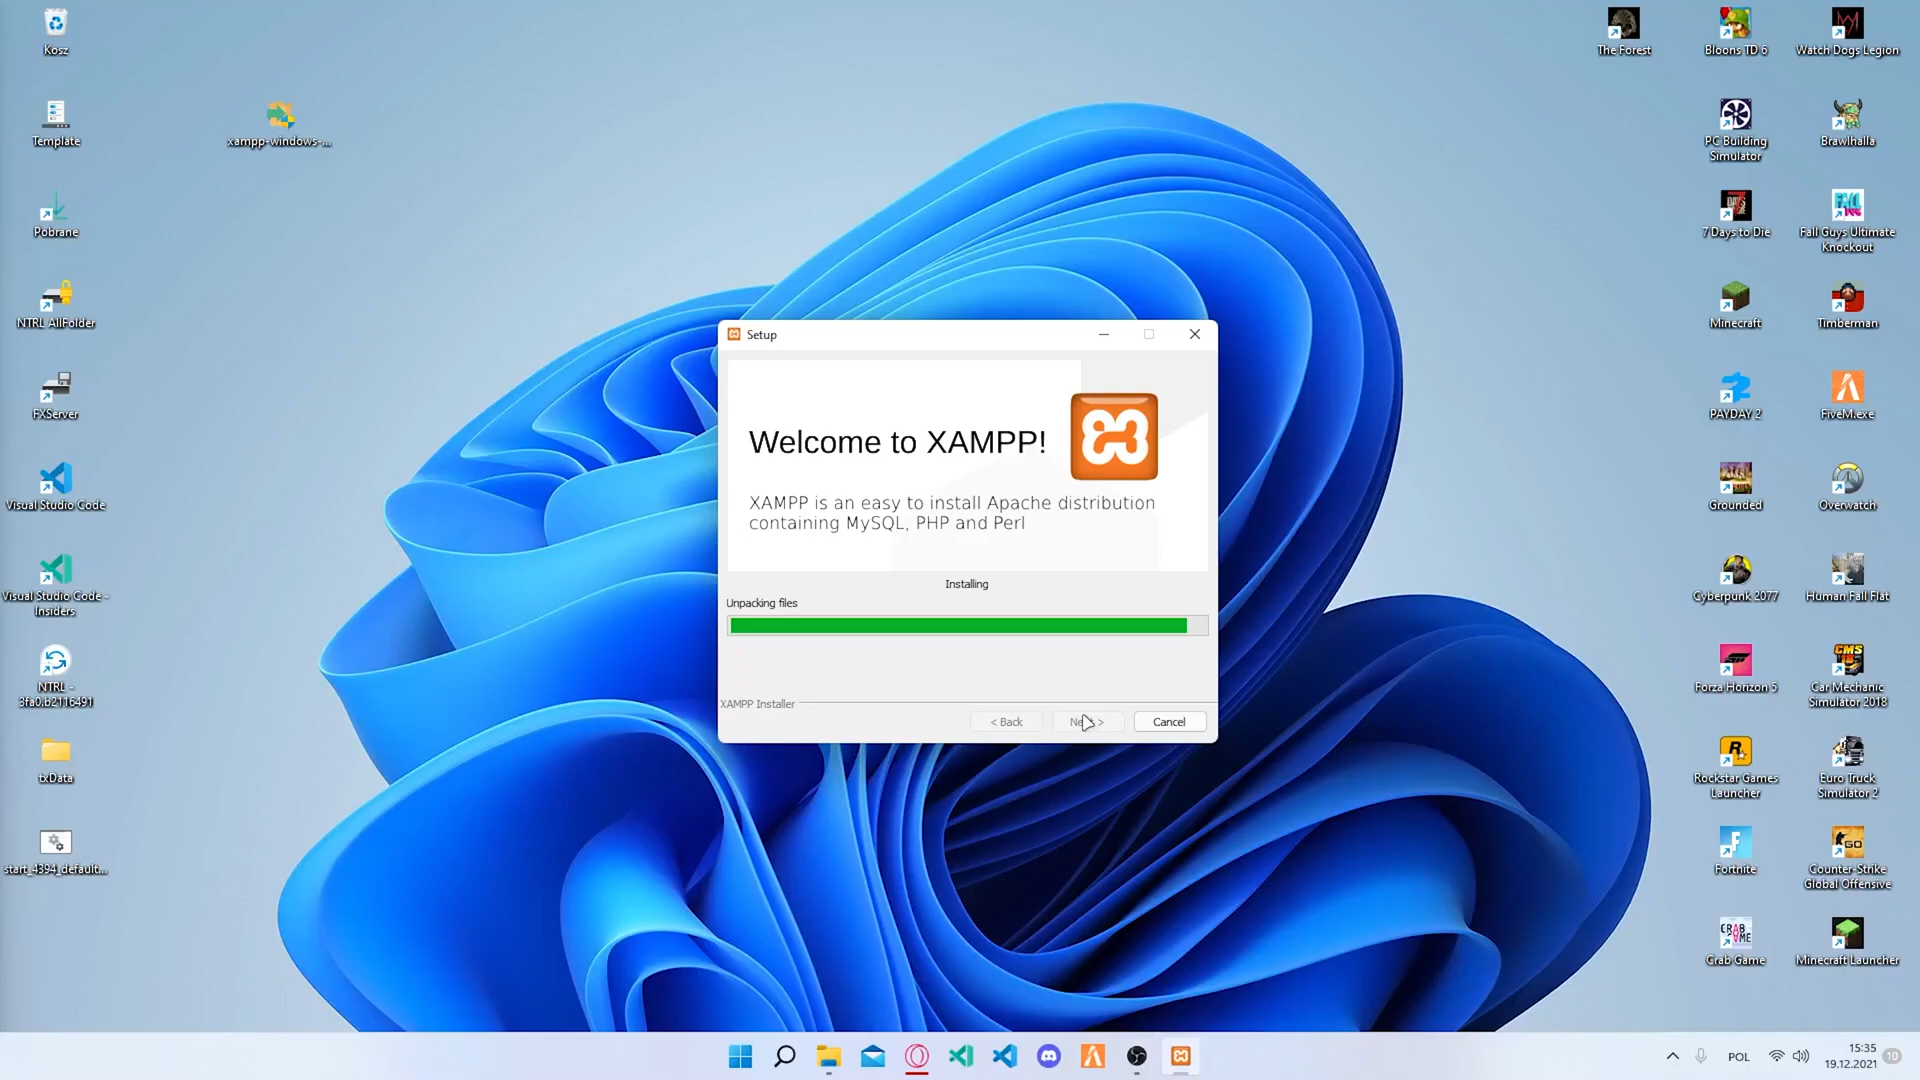 Kosz
Template
Pobrane
NTRL AllFolder
FXServer
Visual Studio Code
Visual Studio Code -
Insiders
NTRL -
3fa0.b2116491
txData
start_4394_default...
xampp-windows-...
Setup
Welcome to XAMPP!
XAMPP is an easy to install Apache distribution
containing MySQL, PHP and Perl
Installing
Unpacking files
XAMPP Installer
< Back
Cancel
The Forest
Bloons TD 6
Watch Dogs Legion
PC Building
Simulator
Brawlhalla
7 Days to Die
Fall Guys Ultimate
Knockout
Minecraft
Timberman
PAYDAY 2
FiveM.exe
Grounded
Overwatch
Cyberpunk 2077
Human Fall Flat
Forza Horizon 5
Car Mechanic
Simulator 2018
Rockstar Games
Launcher
Euro Truck
Simulator 2
Fortnite
Counter-Strike
Global Offensive
Crab Game
Minecraft Launcher
POL
15:35
19.12.2021
10